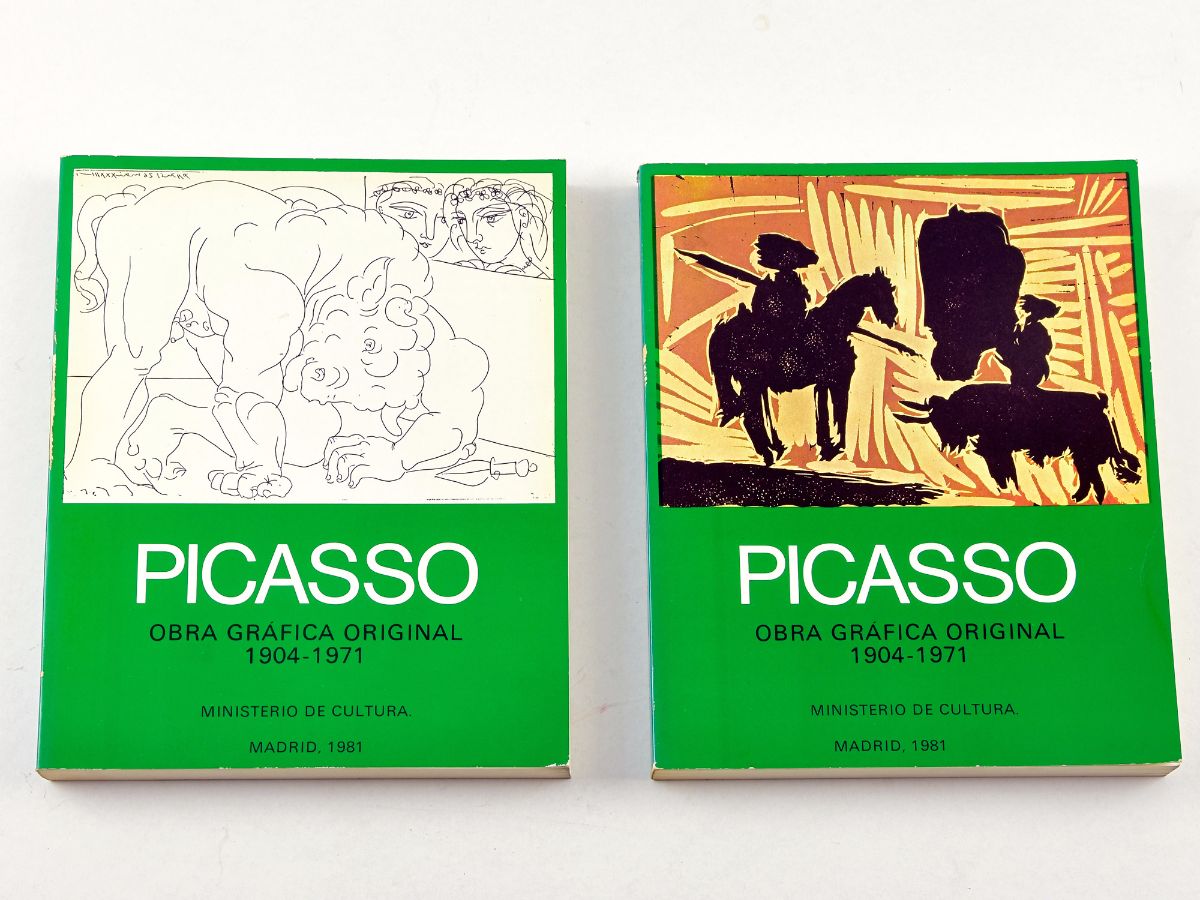 PICASSO
OBRA GRÁFICA ORIGINAL
1904-1971
MINISTERIO DE CULTURA.
MADRID, 1981
PICASSO
OBRA GRÁFICA ORIGINAL
1904-1971
MINISTERIO DE CULTURA.
MADRID, 1981